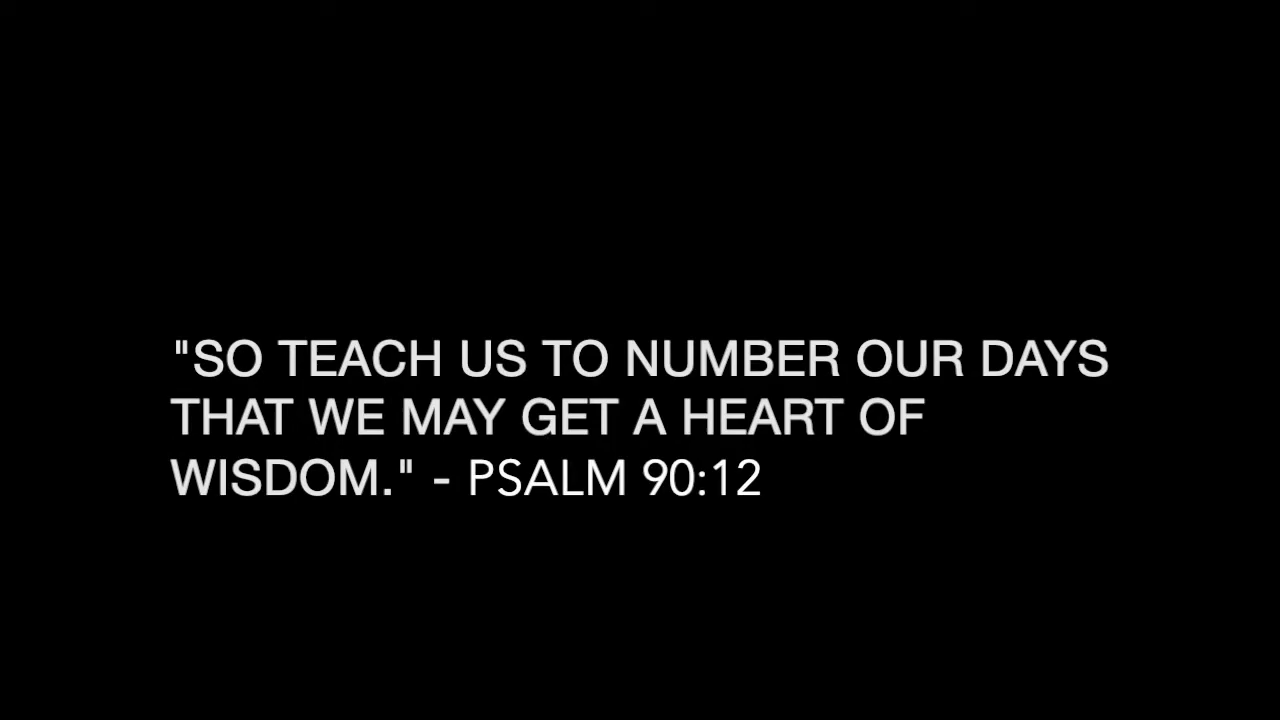 "SO TEACH US TO NUMBER OUR DAYS
THAT WE MAY GET A HEART OF
WISDOM." - PSALM 90:12